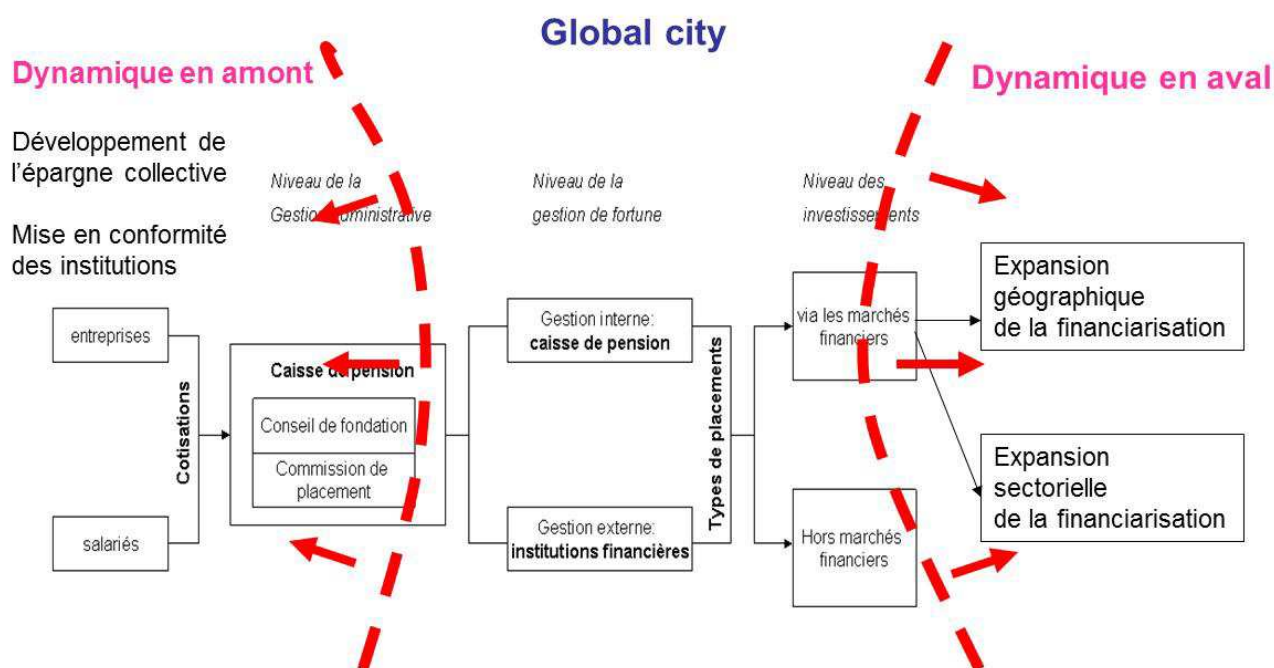 Global city
Dynamique en amont
Dynamique en aval
Développement de
l'épargne collective
Mise en conformité
des institutions
Niveau de la
Gestion administrative
Niveau de la
gestion de fortune
Niveau des
investissements
entreprises
salariés
Cotisations
Caisse de pension
Conseil de fondation
Commission de
placement
Gestion interne:
caisse de pension
Gestion externe:
institutions financières
Types de placements
via les marchés
financiers
Hors marchés
financiers
Expansion
géographique
de la financiarisation
Expansion
sectorielle
de la financiarisation